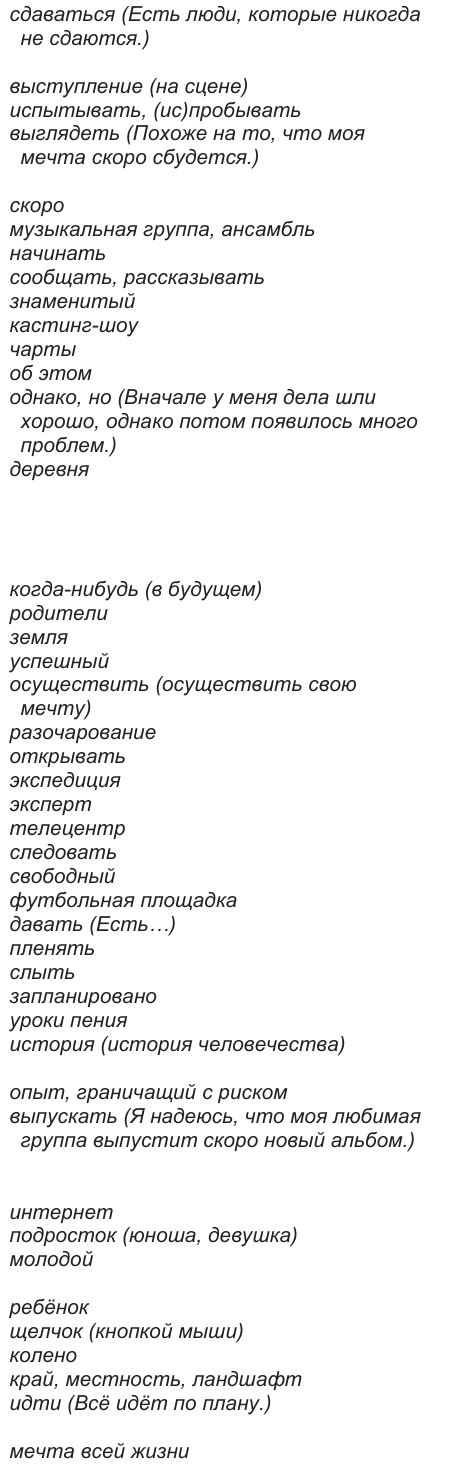 сдаваться (Есть люди, которые никогда
не сдаются.)
выступление (на сцене)
испытывать, (ис)пробывать
выглядеть (Похоже на то, что моя
мечта скоро сбудется.)
скоро
музыкальная группа, ансамбль
начинать
сообщать, рассказывать
знаменитый
кастинг-шоу
чарты
об этом
однако, но (Вначале у меня дела шли
хорошо, однако потом появилось много
проблем.)
деревня
когда-нибудь (в будущем)
родители
земля
успешный
осуществить (осуществить свою
мечту)
разочарование
открывать
экспедиция
эксперт
телецентр
следовать
свободный
футбольная площадка
давать (Есть…)
пленять
слыть
запланировано
уроки пения
история (история человечества)
опыт, граничащий с риском
выпускать (Я надеюсь, что моя любимая
группа выпустит скоро новый альбом.)
интернет
подросток (юноша, девушка)
молодой
ребёнок
щелчок (кнопкой мыши)
колено
край, местность, ландшафт
идти (Всё идёт по плану.)
мечта всей жизни